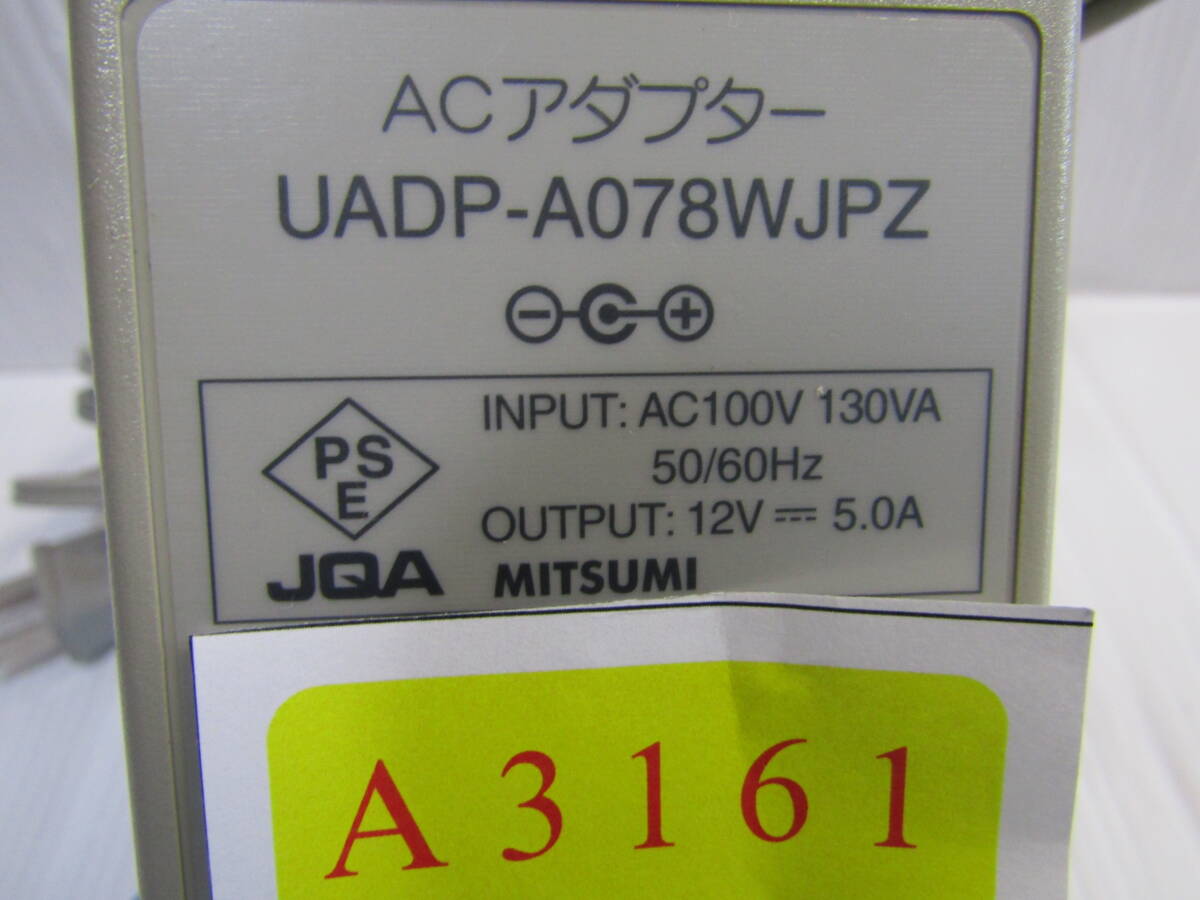 ACアダプター
UADP-A078WJPZ
PSE
JQA
INPUT: AC100V 130VA
50/60Hz
OUTPUT: 12V ⎓ 5.0A
MITSUMI
A3161